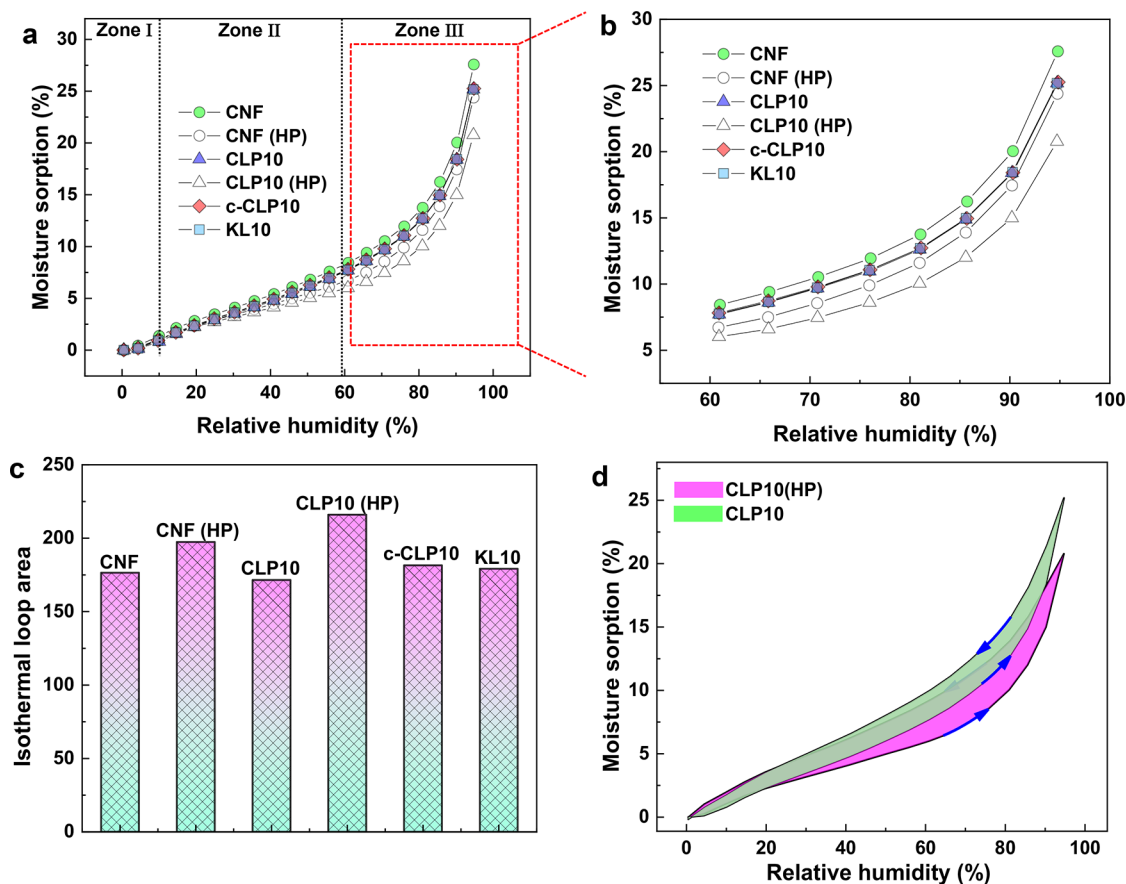 a
Zone I
Zone II
Zone III
30
25
20
15
10
5
0
Moisture sorption (%)
CNF
CNF (HP)
CLP10
CLP10 (HP)
c-CLP10
KL10
0 20 40 60 80 100
Relative humidity (%)
b
30
25
20
15
10
5
Moisture sorption (%)
CNF
CNF (HP)
CLP10
CLP10 (HP)
c-CLP10
KL10
60 70 80 90 100
Relative humidity (%)
c
250
200
150
100
50
0
Isothermal loop area
CNF
CNF (HP)
CLP10
CLP10 (HP)
c-CLP10
KL10
d
25
20
15
10
5
0
Moisture sorption (%)
CLP10(HP)
CLP10
0 20 40 60 80 100
Relative humidity (%)